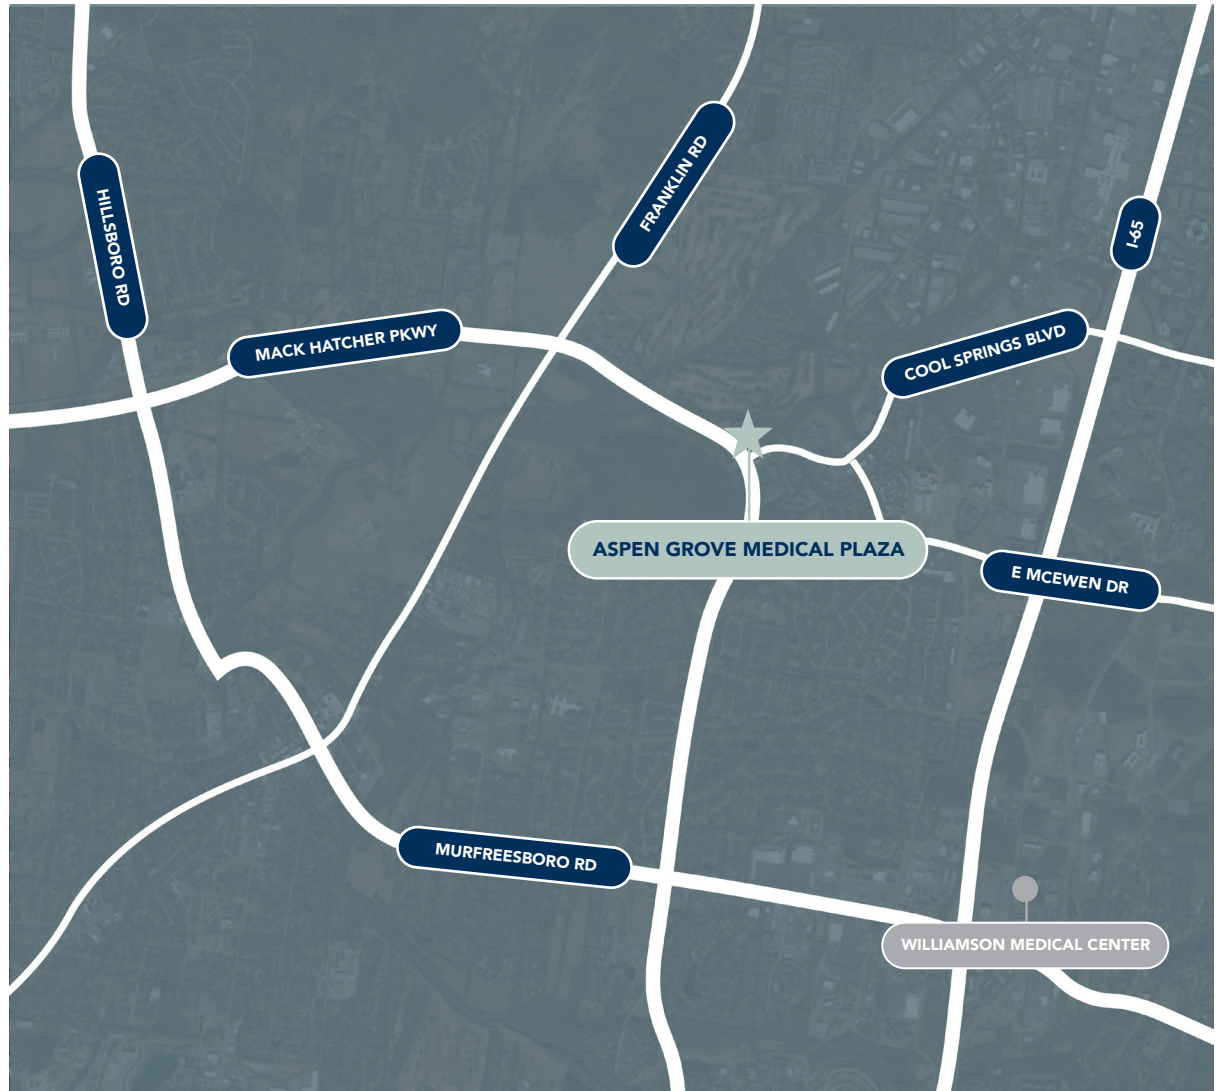 FRANKLIN RD
HILLSBORO RD
I-65
MACK HATCHER PKWY
COOL SPRINGS BLVD
ASPEN GROVE MEDICAL PLAZA
E MCEWEN DR
MURFREESBORO RD
WILLIAMSON MEDICAL CENTER